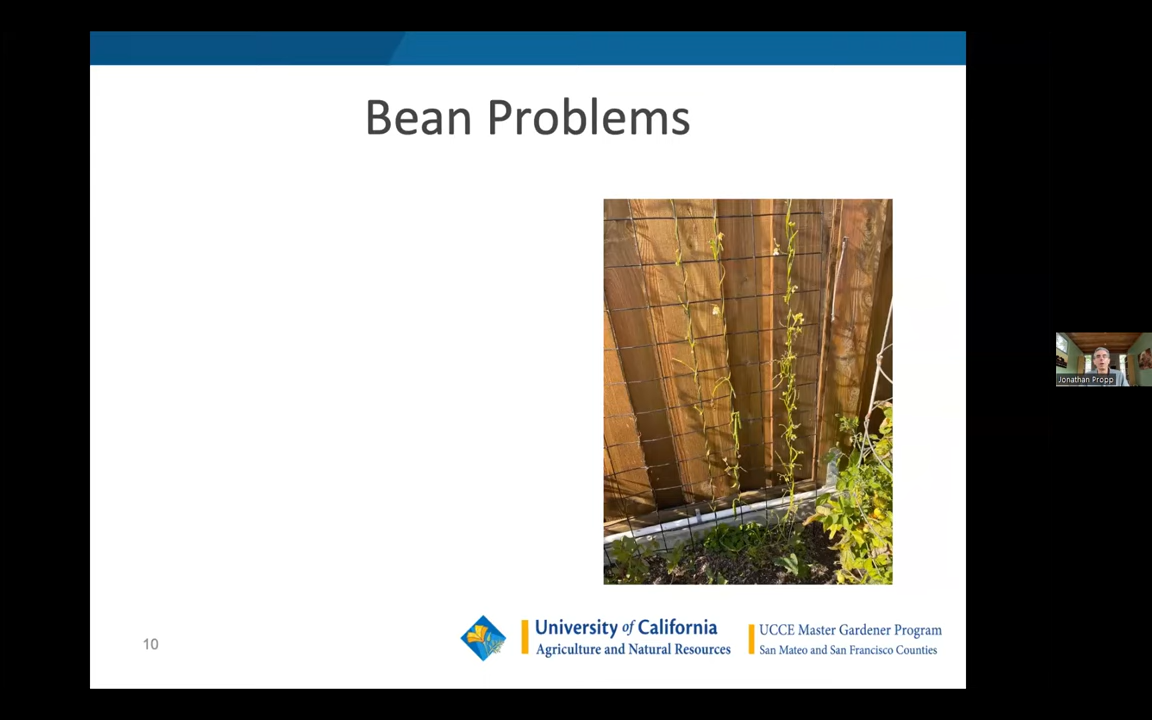 Bean Problems
Jonathan Propp
10
University of California
Agriculture and Natural Resources
UCCE Master Gardener Program
San Mateo and San Francisco Counties